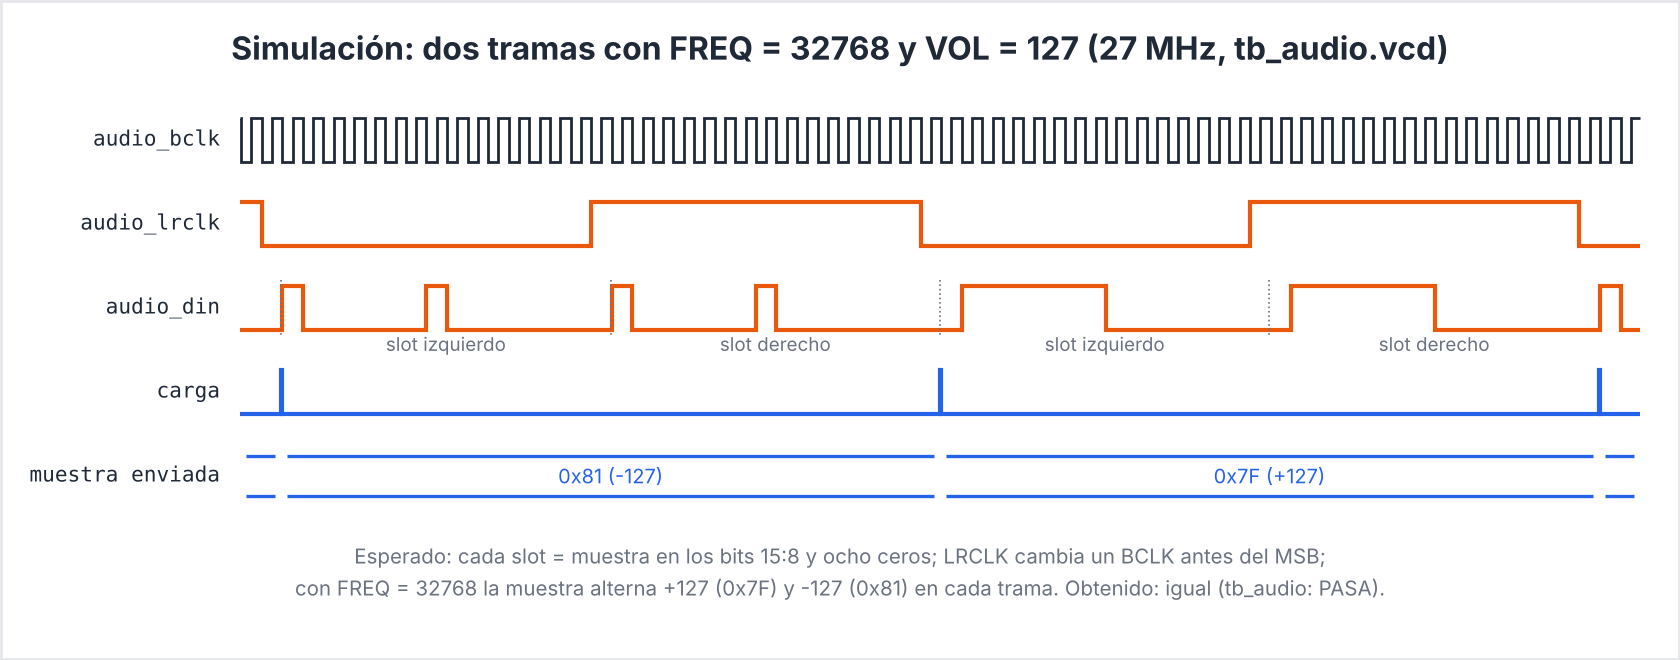 Simulación: dos tramas con FREQ = 32768 y VOL = 127 (27 MHz, tb_audio.vcd)
audio_bclk
audio_lrclk
audio_din
slot izquierdo
slot derecho
slot izquierdo
slot derecho
carga
muestra enviada
0x81 (-127)
0x7F (+127)
Esperado: cada slot = muestra en los bits 15:8 y ocho ceros; LRCLK cambia un BCLK antes del MSB;
con FREQ = 32768 la muestra alterna +127 (0x7F) y -127 (0x81) en cada trama. Obtenido: igual (tb_audio: PASA).